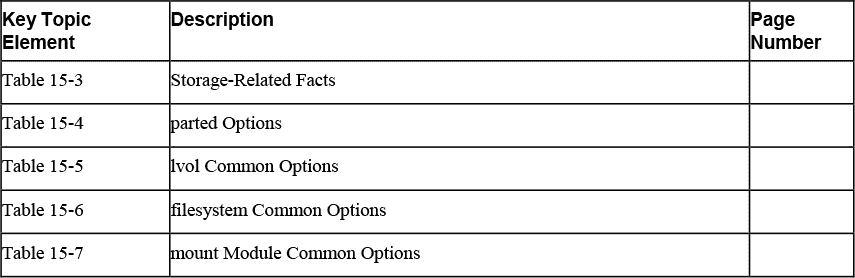 Key Topic Element Description Page Number
Table 15-3 Storage-Related Facts
Table 15-4 parted Options
Table 15-5 lvol Common Options
Table 15-6 filesystem Common Options
Table 15-7 mount Module Common Options